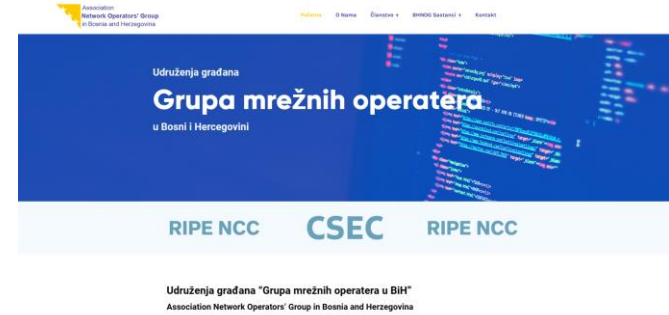 Association
Network Operators' Group
in Bosnia and Herzegovina
Početna
O Nama
Članstvo
BHNOG Sastanci
Kontakt
Udruženja građana
Grupa mrežnih operatera
u Bosni i Hercegovini
RIPE NCC
CSEC
RIPE NCC
Udruženja građana "Grupa mrežnih operatera u BiH"
Association Network Operators' Group in Bosnia and Herzegovina